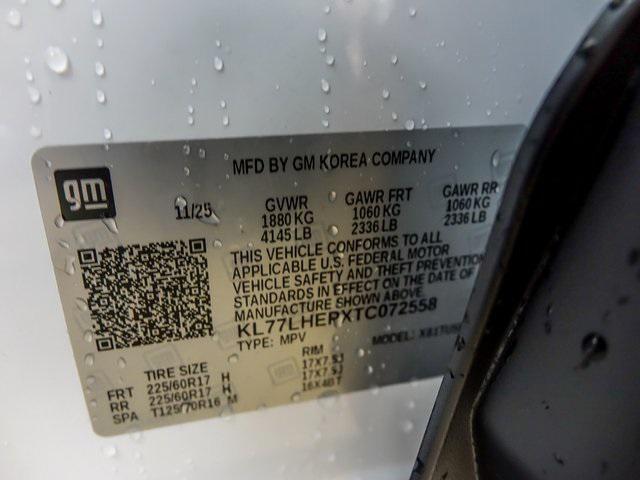 gm
MFD BY GM KOREA COMPANY
11/25
GVWR GAWR FRT GAWR RR
1880 KG 1060 KG 1060 KG
4145 LB 2336 LB 2336 LB
THIS VEHICLE CONFORMS TO ALL
APPLICABLE U.S. FEDERAL MOTOR
VEHICLE SAFETY AND THEFT PREVENTION
STANDARDS IN EFFECT ON THE DATE OF
MANUFACTURE SHOWN ABOVE
KL77LHEPXTC072558
TYPE: MPV MODEL:
TIRE SIZE RIM
FRT 225/60R17 H 17X7.5J
RR 225/60R17 H 17X7.5J
SPA T125/70R16 M 16X4BT